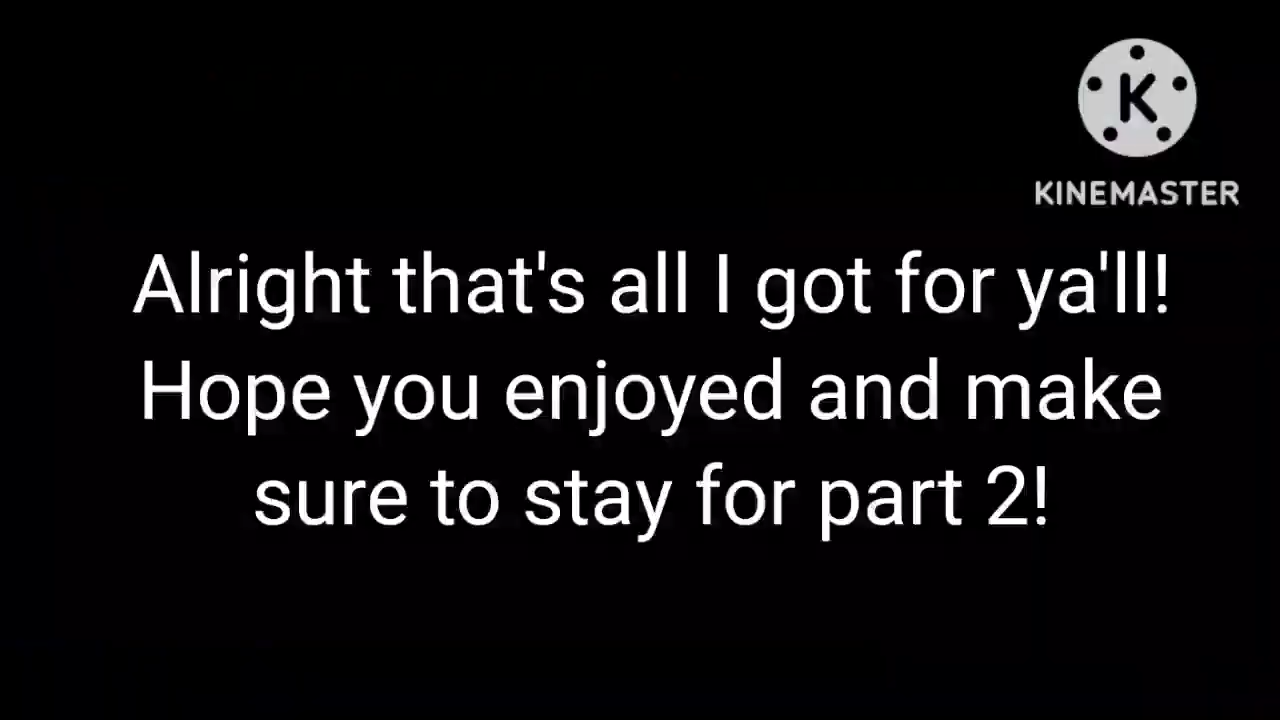 K
KINEMASTER
Alright that's all I got for ya'll!
Hope you enjoyed and make
sure to stay for part 2!